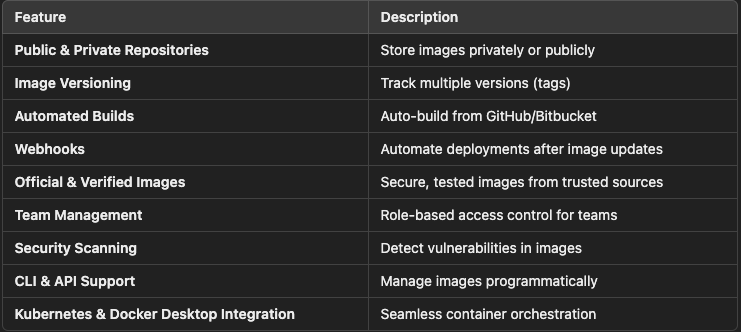 Feature Description
Public & Private Repositories Store images privately or publicly
Image Versioning Track multiple versions (tags)
Automated Builds Auto-build from GitHub/Bitbucket
Webhooks Automate deployments after image updates
Official & Verified Images Secure, tested images from trusted sources
Team Management Role-based access control for teams
Security Scanning Detect vulnerabilities in images
CLI & API Support Manage images programmatically
Kubernetes & Docker Desktop Integration Seamless container orchestration